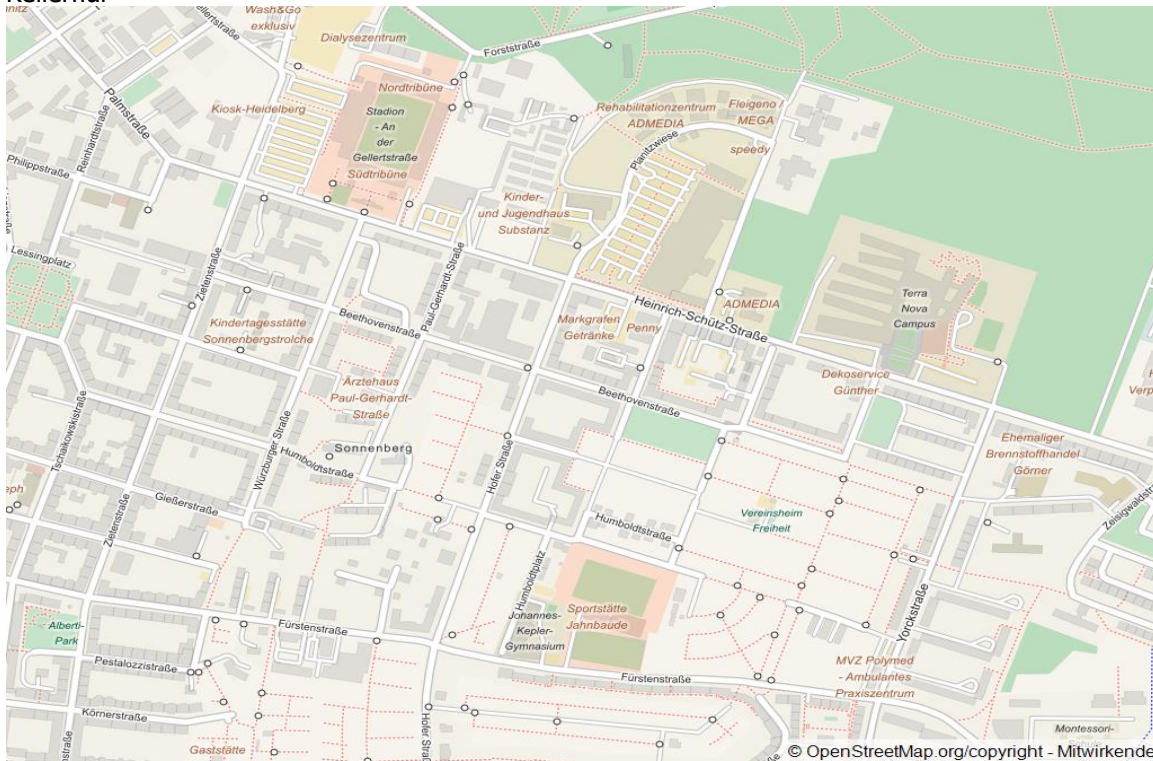 Wash&Go
exklusiv
Gellertstraße
Dialysezentrum
Forststraße
Nordtribüne
Palmstraße
Reinhardtstraße
Kiosk-Heidelberg
Stadion
- An
der
Gellertstraße
Südtribüne
Rehabilitationzentrum
ADMEDIA
Fleigeno /
MEGA
speedy
Planitzwiese
Philippstraße
Kinder-
und Jugendhaus
Substanz
Lessingplatz
Zietenstraße
Paul-Gerhardt-Straße
Heinrich-Schütz-Straße
ADMEDIA
Terra
Nova
Campus
Kindertagesstätte
Sonnenbergstrolche
Beethovenstraße
Markgrafen
Getränke
Penny
Dekoservice
Günther
Ärztehaus
Paul-Gerhardt-
Straße
Beethovenstraße
Tschaikowskistraße
Würzburger Straße
Humboldtstraße
Sonnenberg
Hofer Straße
Ehemaliger
Brennstoffhandel
Görner
Gießerstraße
Zietenstraße
Humboldtstraße
Vereinsheim
Freiheit
Humboldtplatz
Sportstätte
Jahnbaude
Johannes-
Kepler-
Gymnasium
Yorckstraße
Alberti-
Park
Fürstenstraße
Pestalozzistraße
Fürstenstraße
MVZ Polymed
- Ambulantes
Praxiszentrum
Körnerstraße
Gaststätte
Montessori-
© OpenStreetMap.org/copyright - Mitwirkende